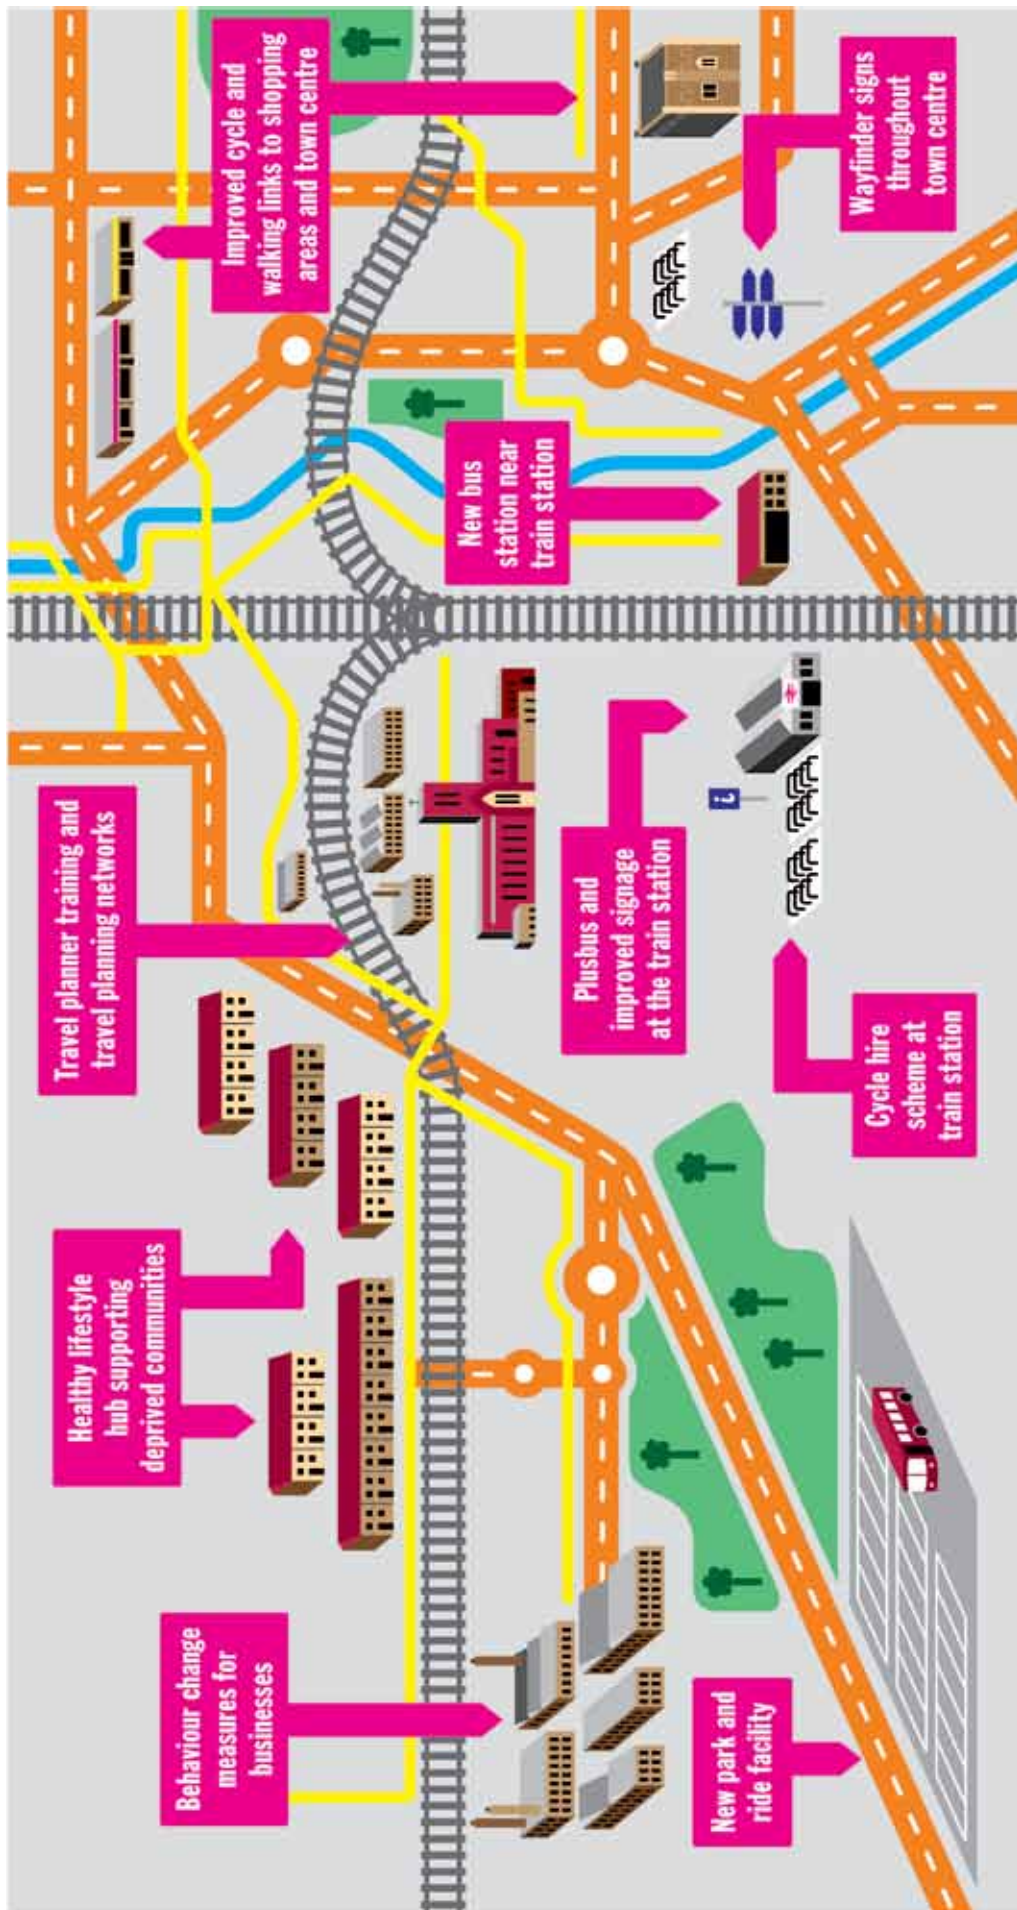 Behaviour change
measures for
businesses
Healthy lifestyle
hub supporting
deprived communities
Travel planner training and
travel planning networks
Improved cycle and
walking links to shopping
areas and town centre
New bus
station near
train station
Plusbus and
improved signage
at the train station
i
Wayfinder signs
throughout
town centre
Cycle hire
scheme at
train station
New park and
ride facility